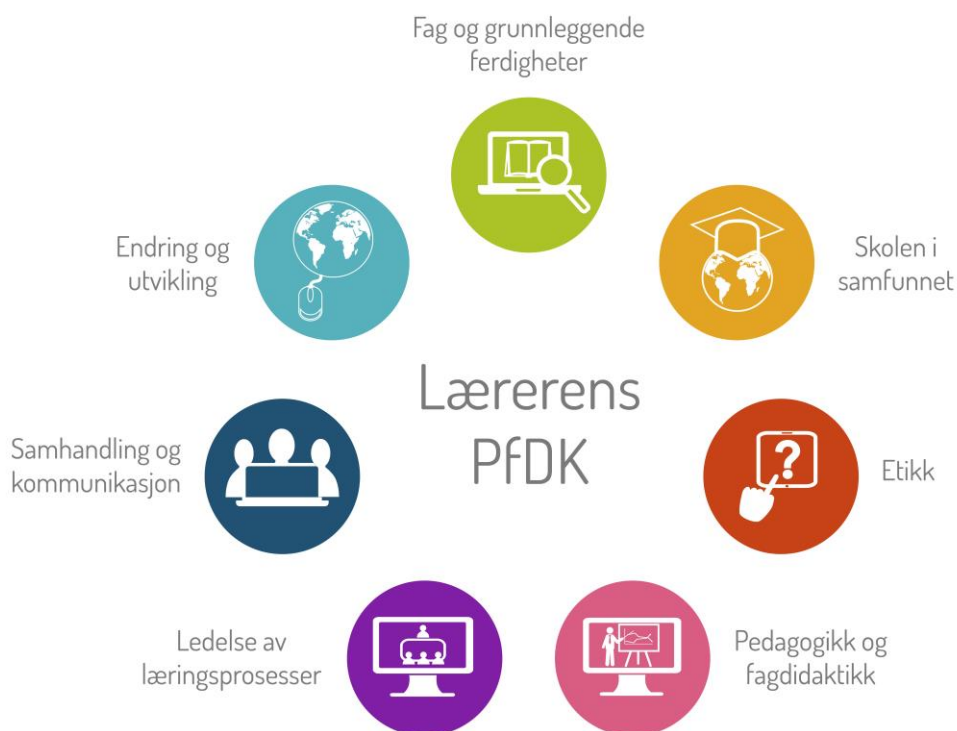 Fag og grunnleggende
ferdigheter
Endring og
utvikling
Skolen i
samfunnet
Lærerens
PfDK
Samhandling og
kommunikasjon
?
Etikk
Ledelse av
læringsprosesser
Pedagogikk og
fagdidaktikk